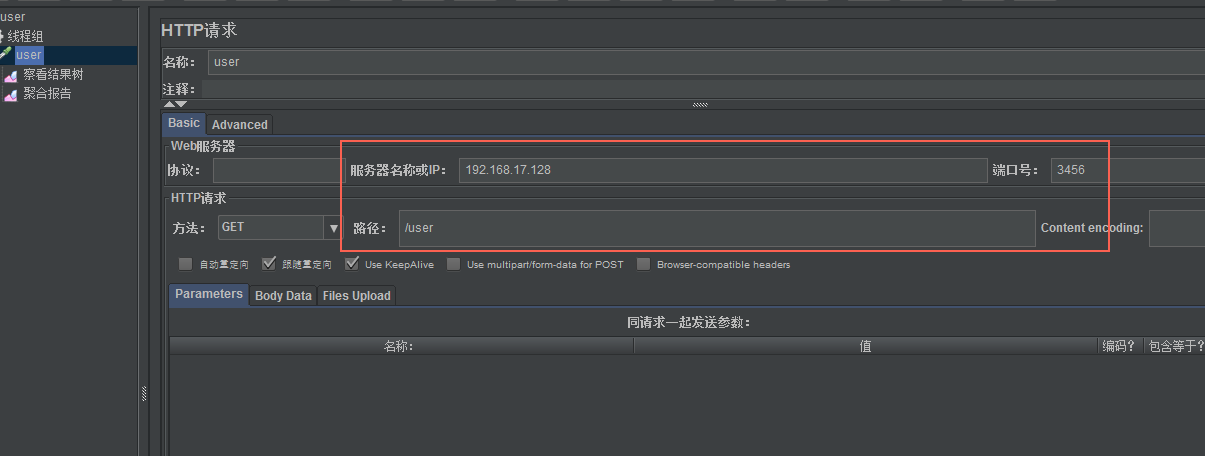 user
线程组
user
察看结果树
聚合报告
HTTP请求
名称: user
注释:
Basic Advanced
Web服务器
协议: 服务器名称或IP: 192.168.17.128 端口号: 3456
HTTP请求
方法: GET 路径: /user Content encoding:
自动重定向 跟随重定向 Use KeepAlive Use multipart/form-data for POST Browser-compatible headers
Parameters Body Data Files Upload
同请求一起发送参数:
名称: 值 编码? 包含等于?